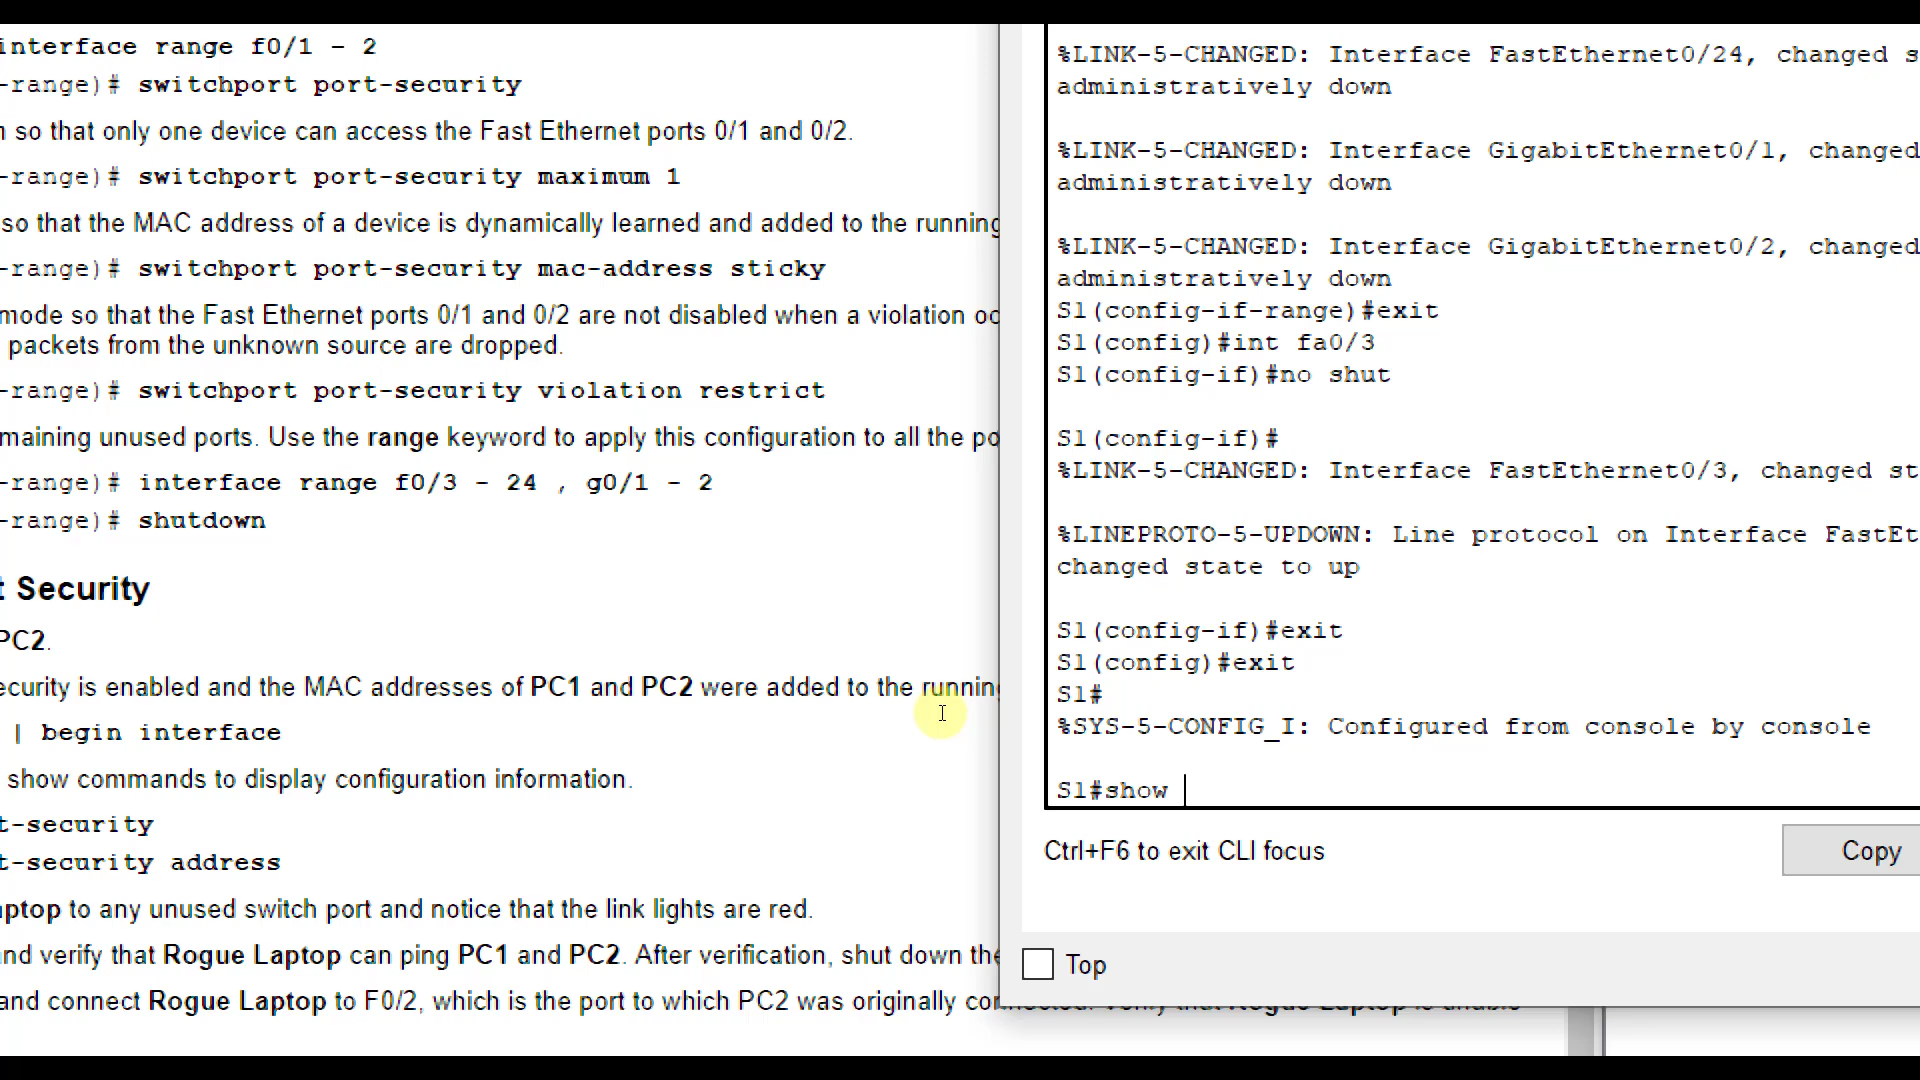 interface range f0/1 - 2
-range)# switchport port-security
so that only one device can access the Fast Ethernet ports 0/1 and 0/2.
-range)# switchport port-security maximum 1
so that the MAC address of a device is dynamically learned and added to the running
-range)# switchport port-security mac-address sticky
mode so that the Fast Ethernet ports 0/1 and 0/2 are not disabled when a violation oc
packets from the unknown source are dropped.
-range)# switchport port-security violation restrict
maining unused ports. Use the range keyword to apply this configuration to all the po
-range)# interface range f0/3 - 24 , g0/1 - 2
-range)# shutdown
t Security
PC2.
ecurity is enabled and the MAC addresses of PC1 and PC2 were added to the running
| begin interface
show commands to display configuration information.
t-security
t-security address
aptop to any unused switch port and notice that the link lights are red.
and verify that Rogue Laptop can ping PC1 and PC2. After verification, shut down the
and connect Rogue Laptop to F0/2, which is the port to which PC2 was originally
%LINK-5-CHANGED: Interface FastEthernet0/24, changed s
administratively down
%LINK-5-CHANGED: Interface GigabitEthernet0/1, changed
administratively down
%LINK-5-CHANGED: Interface GigabitEthernet0/2, changed
administratively down
S1(config-if-range)#exit
S1(config)#int fa0/3
S1(config-if)#no shut
S1(config-if)#
%LINK-5-CHANGED: Interface FastEthernet0/3, changed st
%LINEPROTO-5-UPDOWN: Line protocol on Interface FastEt
changed state to up
S1(config-if)#exit
S1(config)#exit
S1#
%SYS-5-CONFIG_I: Configured from console by console
S1#show
Ctrl+F6 to exit CLI focus
Copy
Top